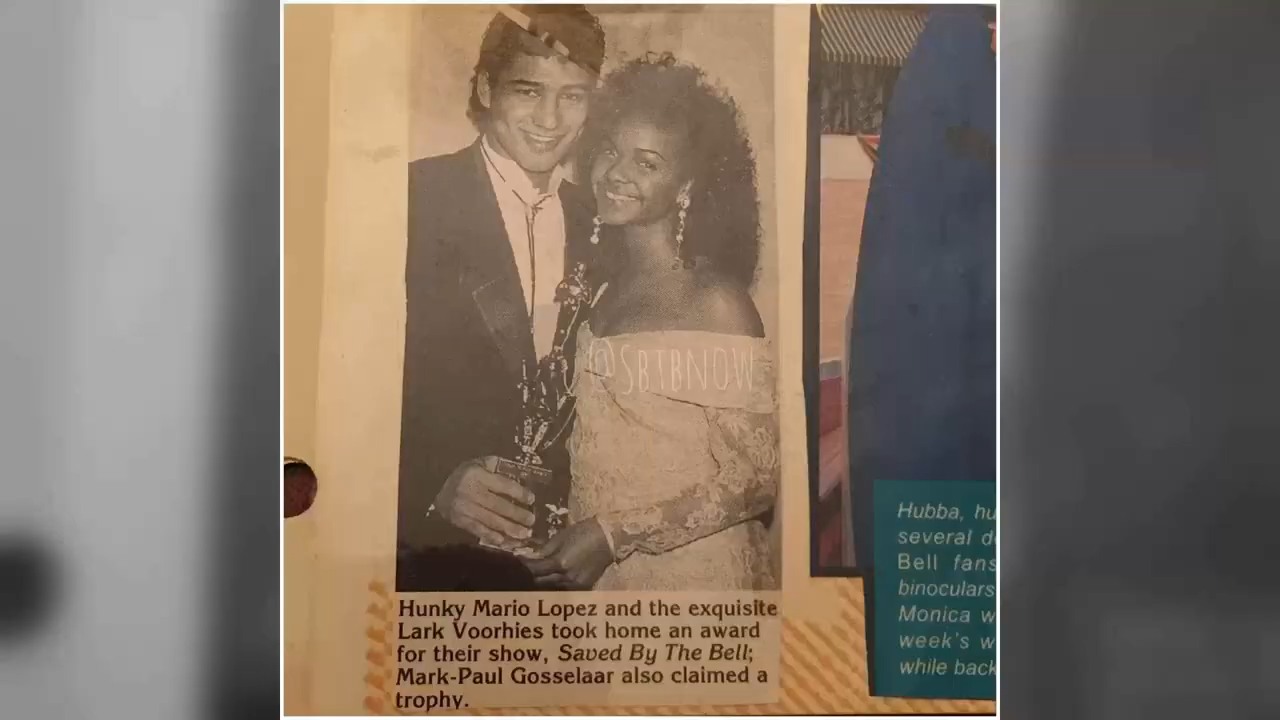 @SBTBNOW
Hunky Mario Lopez and the exquisite
Lark Voorhies took home an award
for their show, Saved By The Bell;
Mark-Paul Gosselaar also claimed a
trophy.
Hubba, hu
several d
Bell fans
binoculars
Monica w
week's w
while back